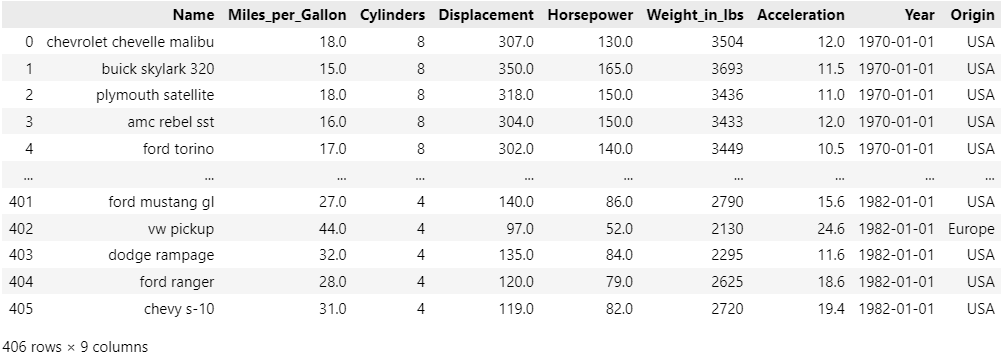 Name Miles_per_Gallon Cylinders Displacement Horsepower Weight_in_lbs Acceleration Year Origin
0 chevrolet chevelle malibu 18.0 8 307.0 130.0 3504 12.0 1970-01-01 USA
1 buick skylark 320 15.0 8 350.0 165.0 3693 11.5 1970-01-01 USA
2 plymouth satellite 18.0 8 318.0 150.0 3436 11.0 1970-01-01 USA
3 amc rebel sst 16.0 8 304.0 150.0 3433 12.0 1970-01-01 USA
4 ford torino 17.0 8 302.0 140.0 3449 10.5 1970-01-01 USA
... ... ... ... ... ... ... ... ... ...
401 ford mustang gl 27.0 4 140.0 86.0 2790 15.6 1982-01-01 USA
402 vw pickup 44.0 4 97.0 52.0 2130 24.6 1982-01-01 Europe
403 dodge rampage 32.0 4 135.0 84.0 2295 11.6 1982-01-01 USA
404 ford ranger 28.0 4 120.0 79.0 2625 18.6 1982-01-01 USA
405 chevy s-10 31.0 4 119.0 82.0 2720 19.4 1982-01-01 USA
406 rows × 9 columns